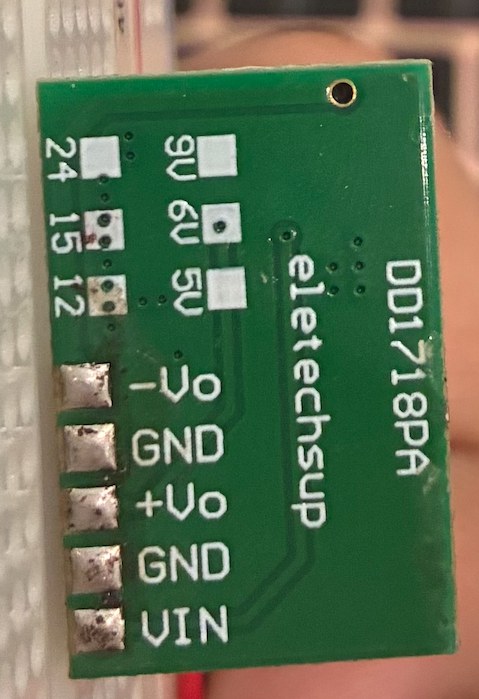 DD1718PA
eletechsup
9V
6V
5V
24
15
12
-Vo
GND
+Vo
GND
VIN